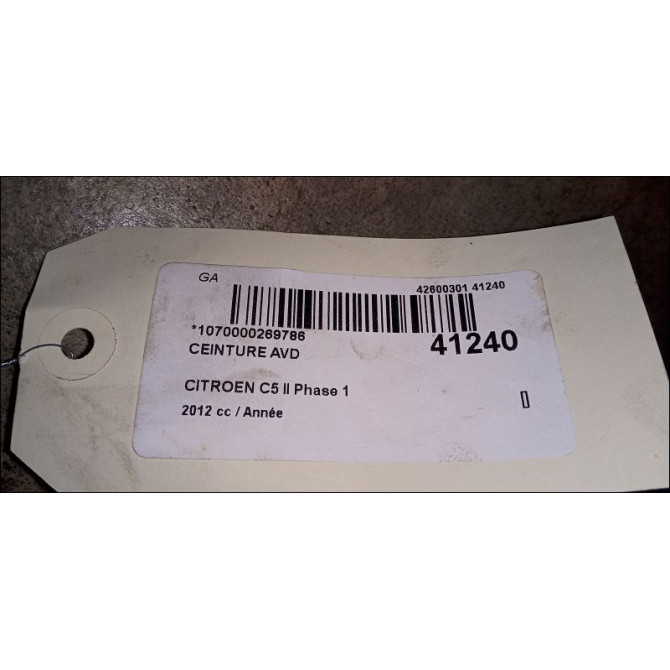 GA
42600301 41240
*1070000269786
41240
CEINTURE AVD
CITROEN C5 II Phase 1
2012 cc / Année